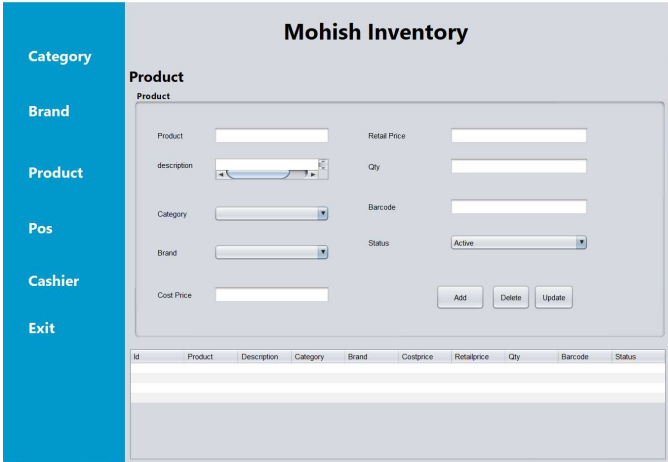 Mohish Inventory
Category
Brand
Product
Pos
Cashier
Exit
Product
Product
Product
description
Category
Brand
Cost Price
Retail Price
Qty
Barcode
Status Active
Add Delete Update
Id Product Description Category Brand Costprice Retailprice Qty Barcode Status